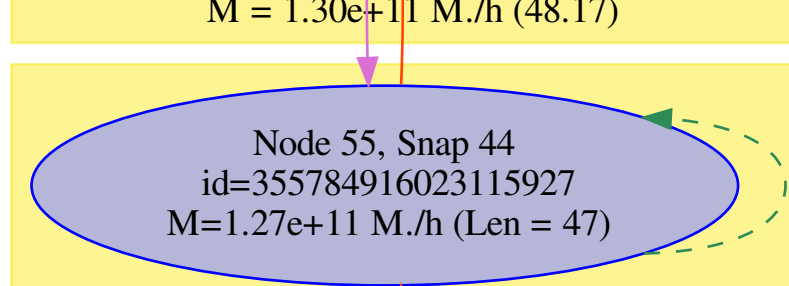 M = 1.30e+11 M./h (48.17)
Node 55, Snap 44
id=355784916023115927
M=1.27e+11 M./h (Len = 47)